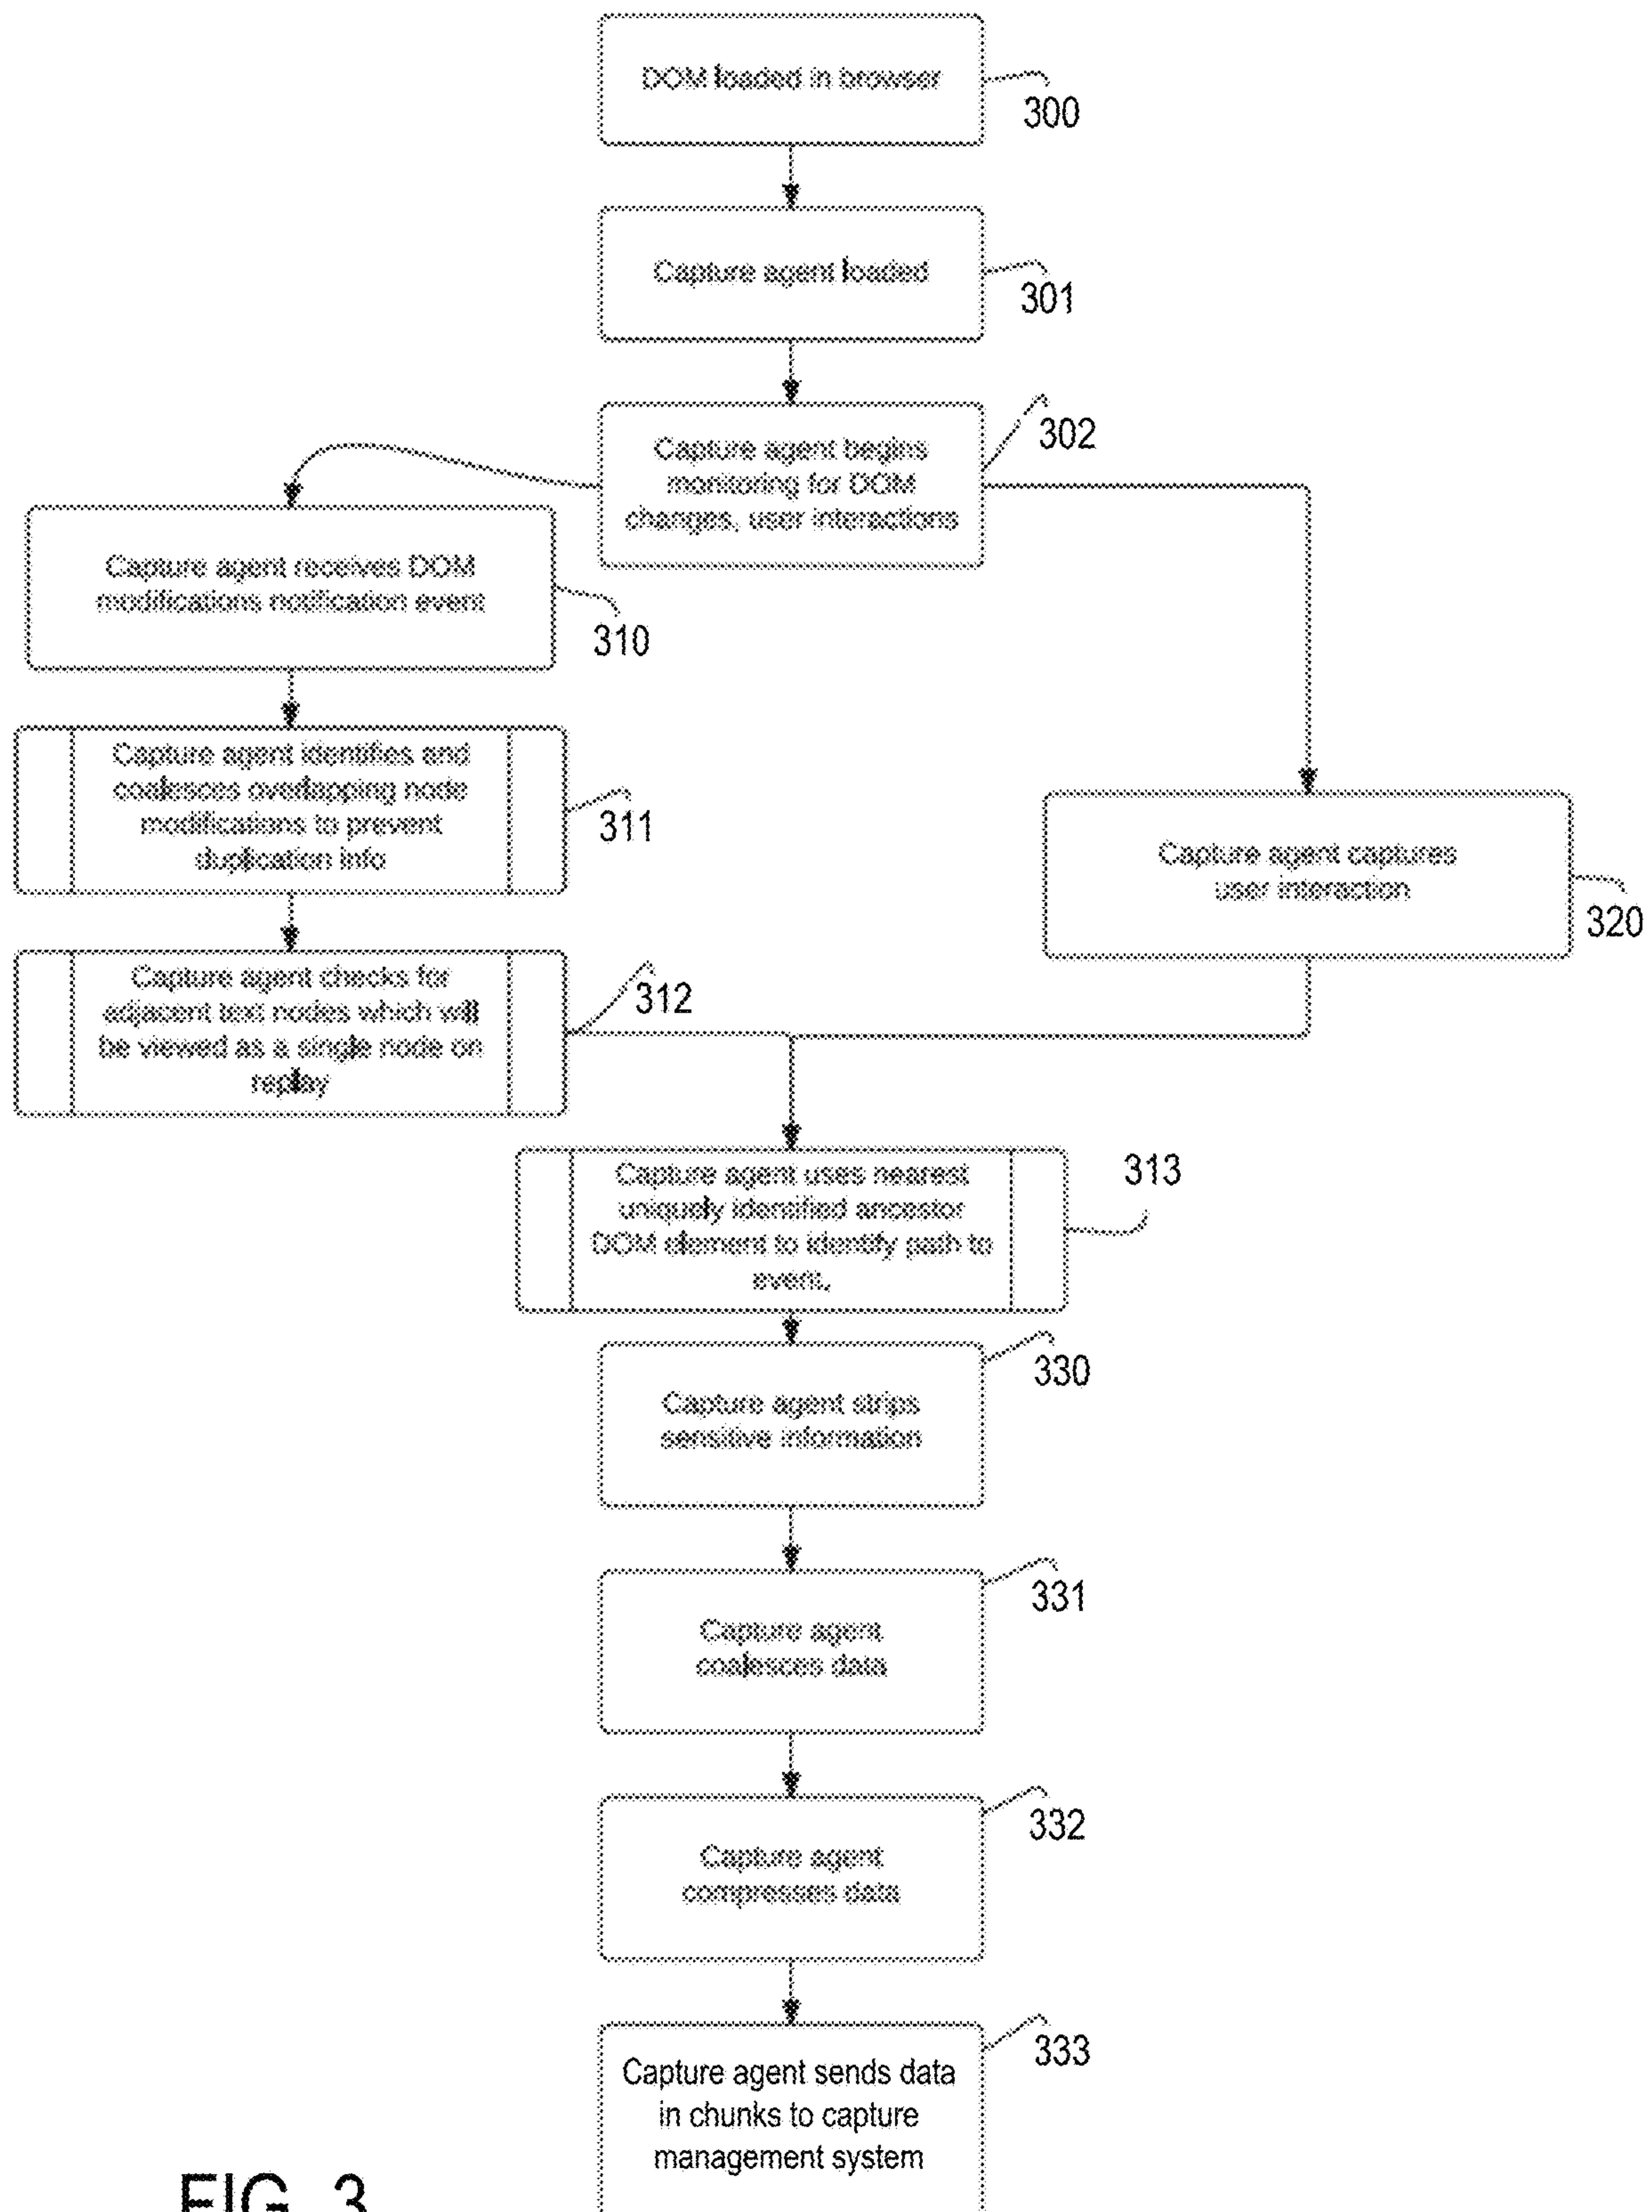 DOM loaded in browser
300
Capture agent loaded
301
Capture agent begins
monitoring for DOM
changes, user interactions
302
Capture agent receives DOM
modifications notification event
310
Capture agent identifies and
coalesces overlapping node
modifications to prevent
duplication info
311
Capture agent captures
user interaction
320
Capture agent checks for
adjacent text nodes which will
be viewed as a single node on
replay
312
Capture agent uses nearest
uniquely identified ancestor
DOM element to identify path to
event.
313
Capture agent strips
sensitive information
330
Capture agent
coalesces data
331
Capture agent
compresses data
332
Capture agent sends data
in chunks to capture
management system
333
FIG. 3